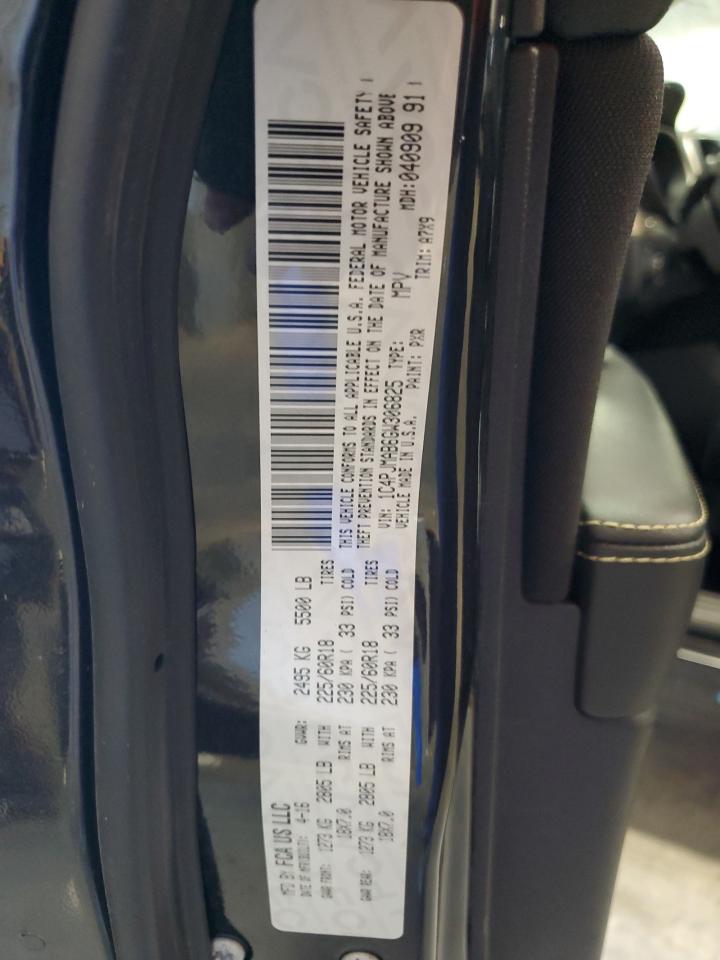 MFD BY FCA US LLC
DATE OF MFR/BUILT: 4-16 GVWR: 2495 KG 5500 LB
GAWR FRONT: 1273 KG 2805 LB WITH 225/60R18 TIRES
18X7.0 RIMS AT 230 KPA ( 33 PSI) COLD
GAWR REAR: 1273 KG 2805 LB WITH 225/60R18 TIRES
18X7.0 RIMS AT 230 KPA ( 33 PSI) COLD
THIS VEHICLE CONFORMS TO ALL APPLICABLE U.S.A. FEDERAL MOTOR VEHICLE SAFETY
THEFT PREVENTION STANDARDS IN EFFECT ON THE DATE OF MANUFACTURE SHOWN ABOVE
VIN: 1C4PJMAB6GW306825 TYPE: MPV MDH:040909 91
VEHICLE MADE IN U.S.A. PAINT: PXR TRIM: A7X9